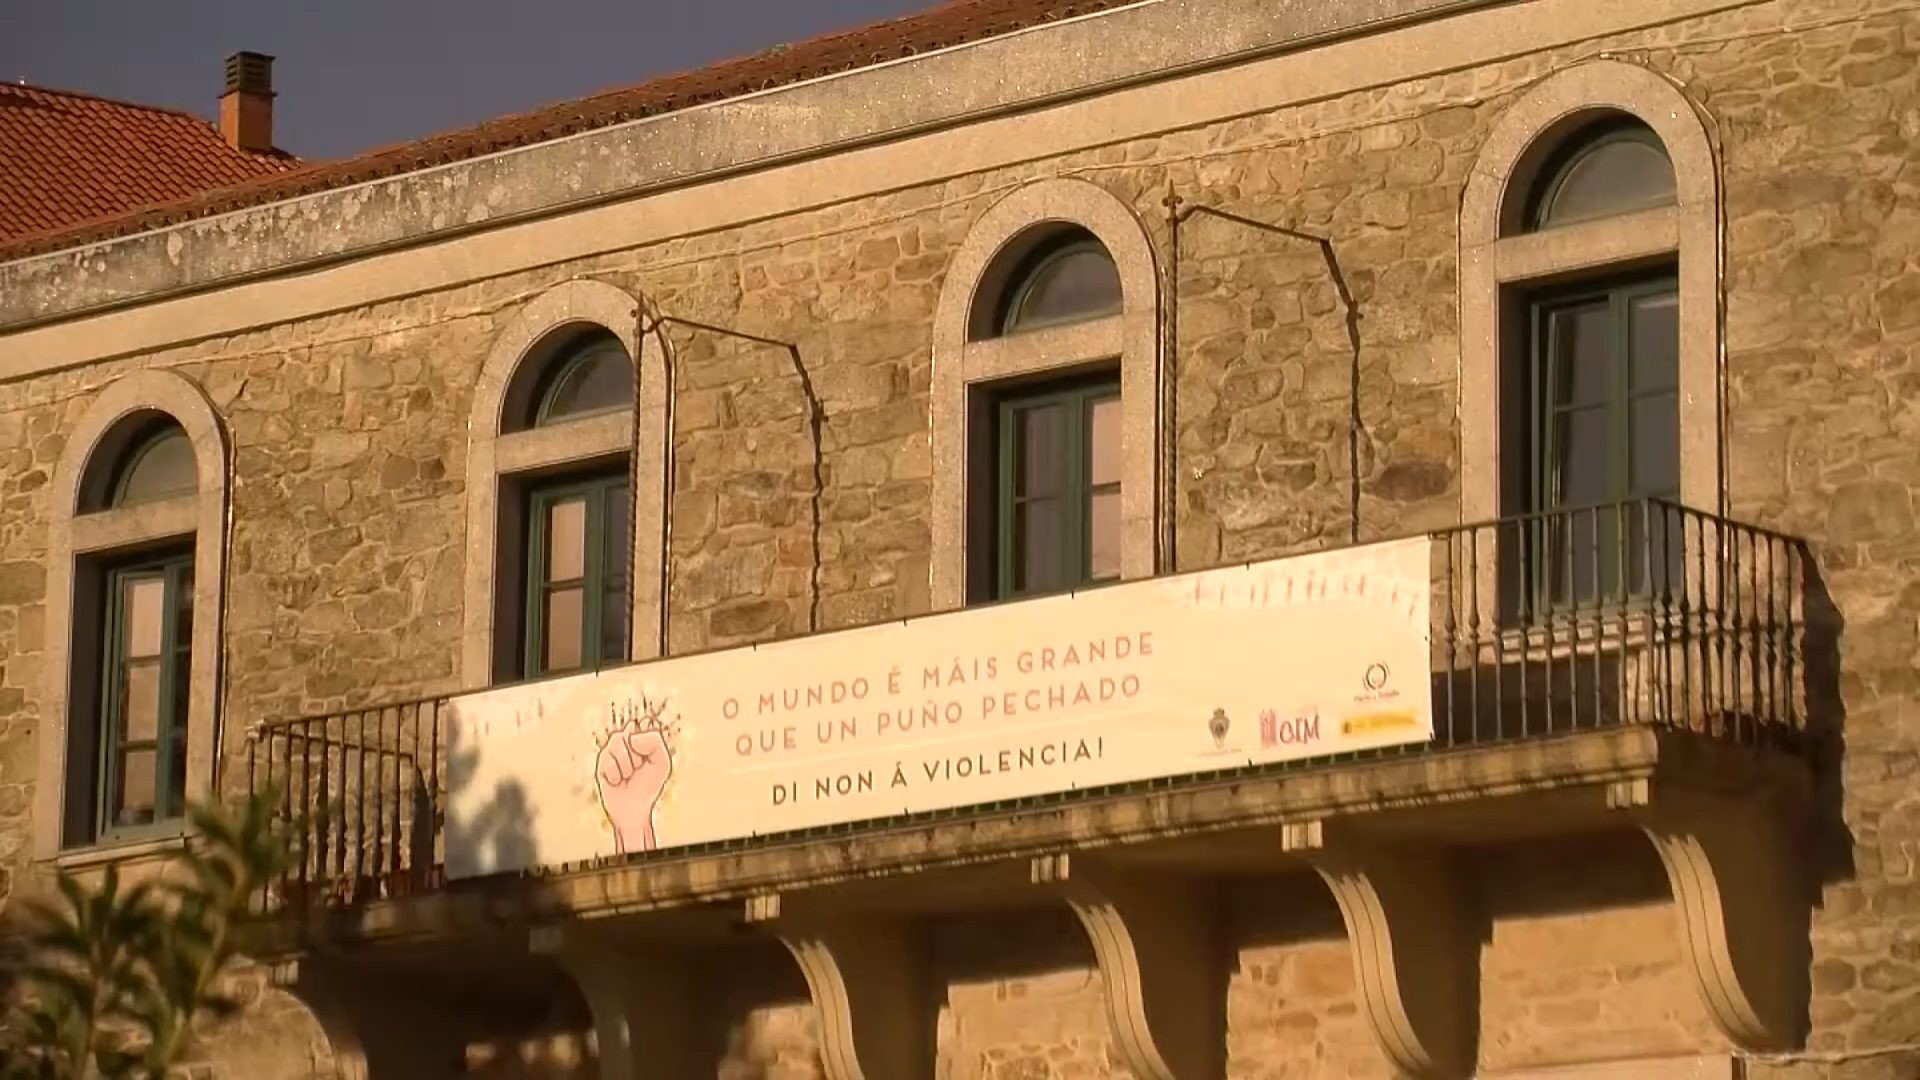 O MUNDO É MÁIS GRANDE
QUE UN PUÑO PECHADO
DI NON Á VIOLENCIA!
CIM